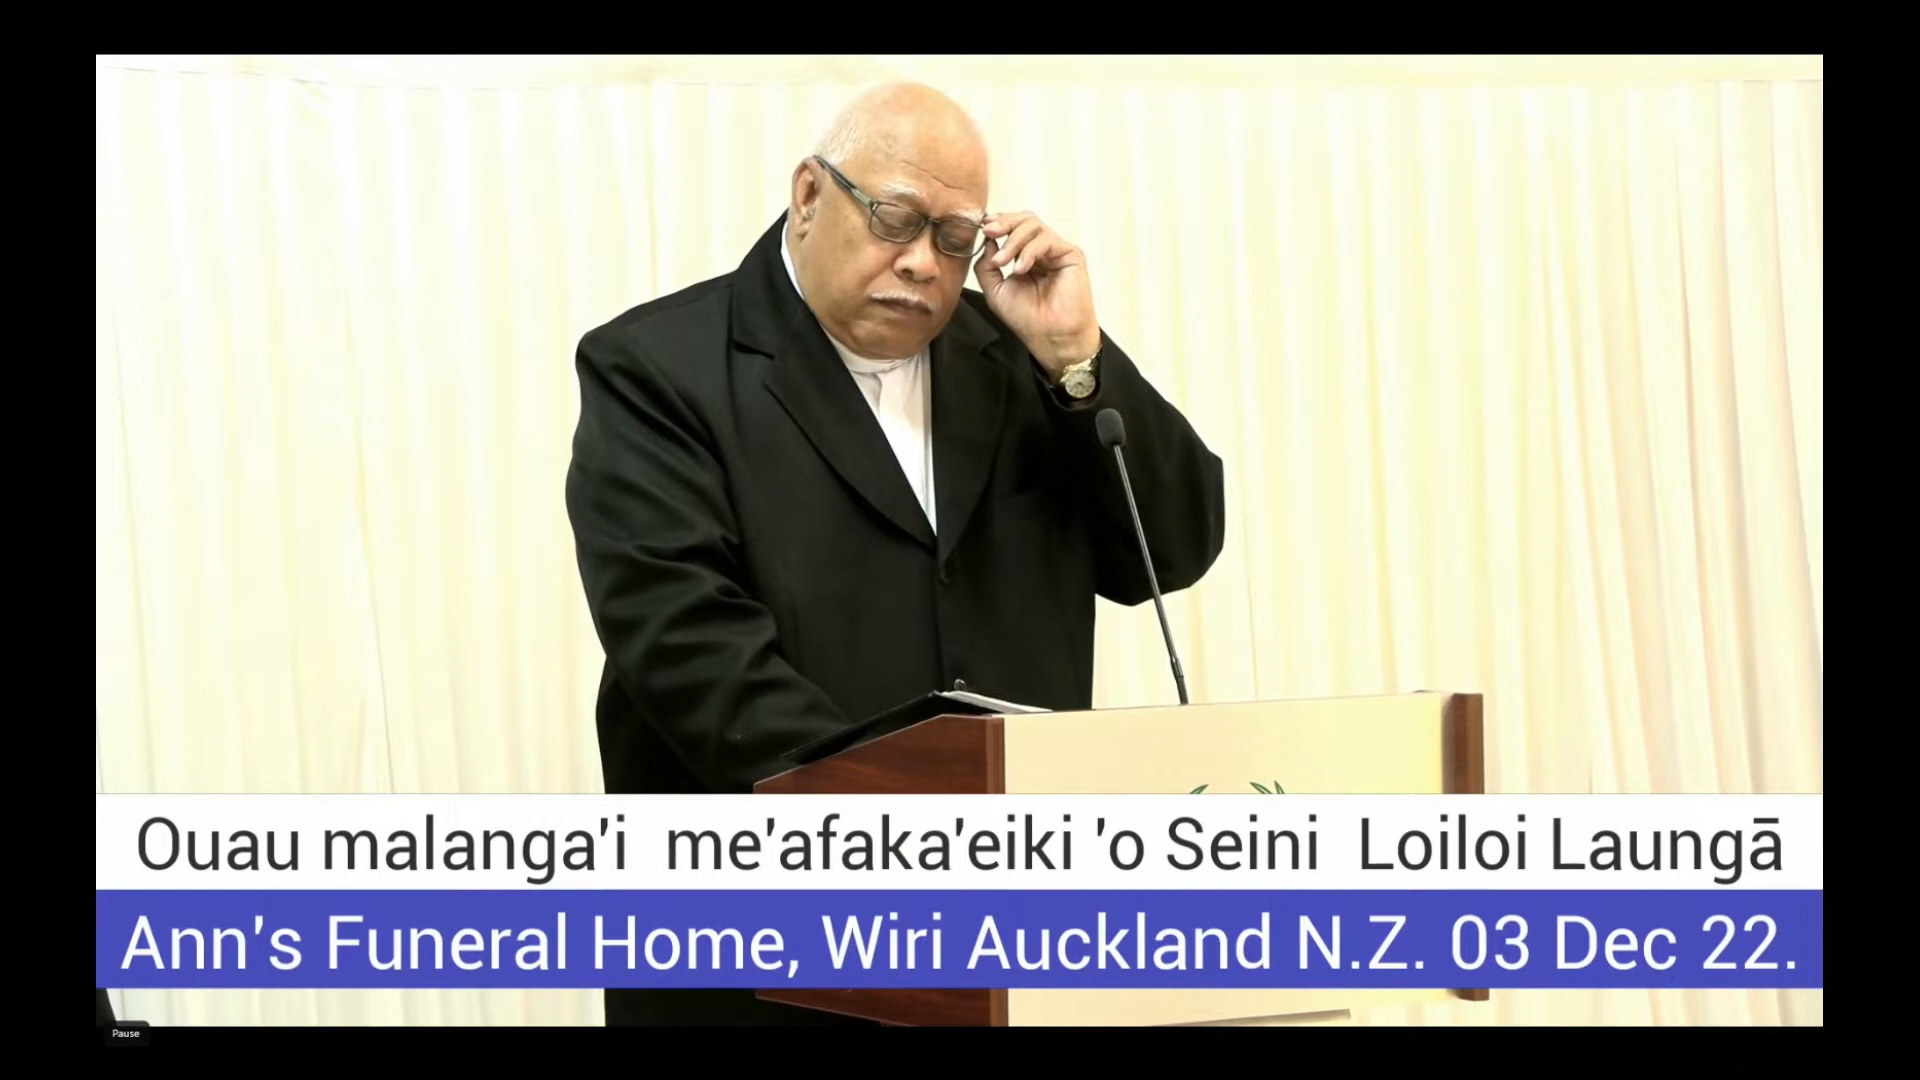 Ouau malanga'i me'afaka'eiki 'o Seini Loiloi Laungā
Ann's Funeral Home, Wiri Auckland N.Z. 03 Dec 22.
Pause